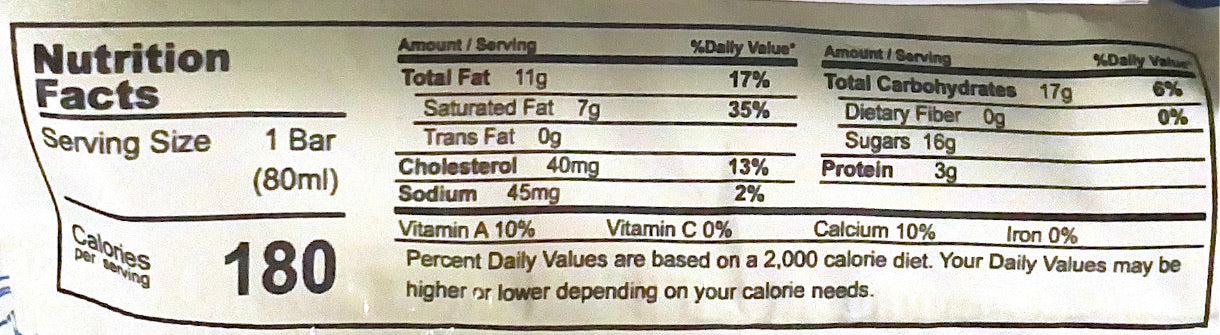 Nutrition
Facts
Serving Size 1 Bar
(80ml)
Calories
per serving
180
Amount / Serving %Daily Value*
Total Fat 11g 17%
Saturated Fat 7g 35%
Trans Fat 0g
Cholesterol 40mg 13%
Sodium 45mg 2%
Amount / Serving %Daily Value*
Total Carbohydrates 17g 6%
Dietary Fiber 0g 0%
Sugars 16g
Protein 3g
Vitamin A 10% Vitamin C 0% Calcium 10% Iron 0%
Percent Daily Values are based on a 2,000 calorie diet. Your Daily Values may be
higher or lower depending on your calorie needs.